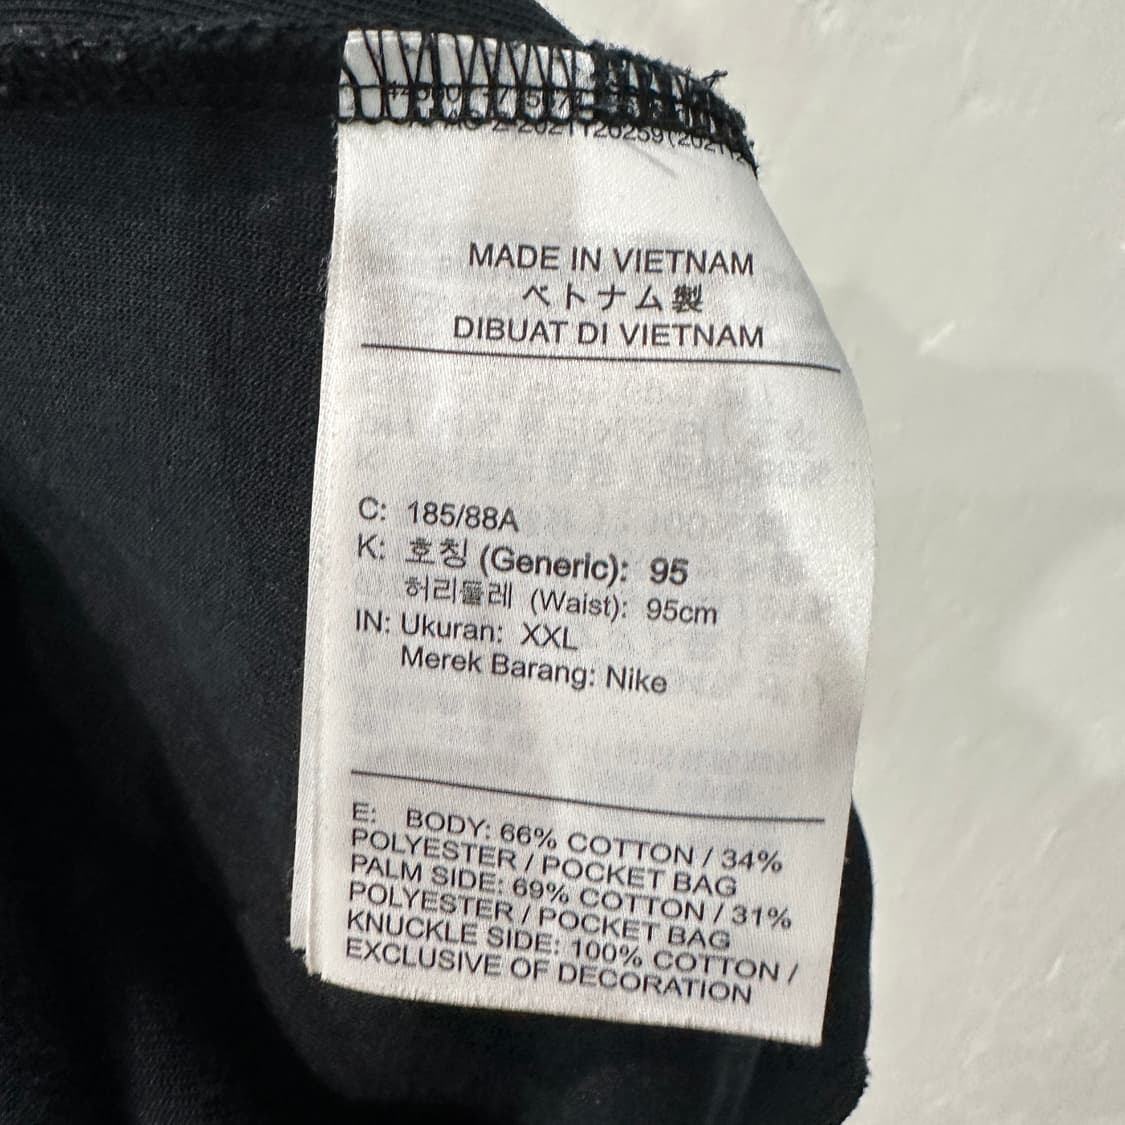 MADE IN VIETNAM
ベトナム製
DIBUAT DI VIETNAM
C: 185/88A
K: 호칭 (Generic): 95
허리둘레 (Waist): 95cm
IN: Ukuran: XXL
Merek Barang: Nike
E: BODY: 66% COTTON / 34%
POLYESTER / POCKET BAG
PALM SIDE: 69% COTTON / 31%
POLYESTER / POCKET BAG
KNUCKLE SIDE: 100% COTTON /
EXCLUSIVE OF DECORATION